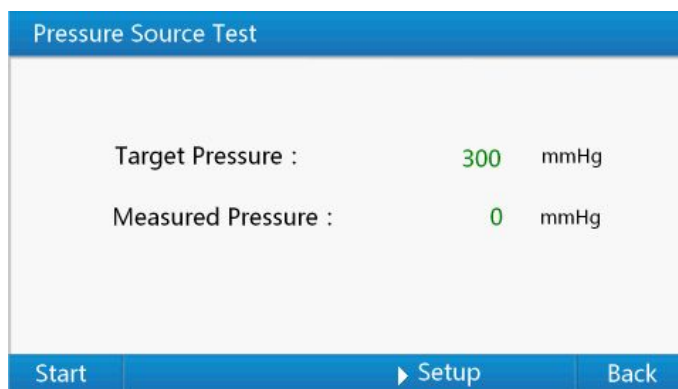 Pressure Source Test
Target Pressure : 300 mmHg
Measured Pressure : 0 mmHg
Start Setup Back